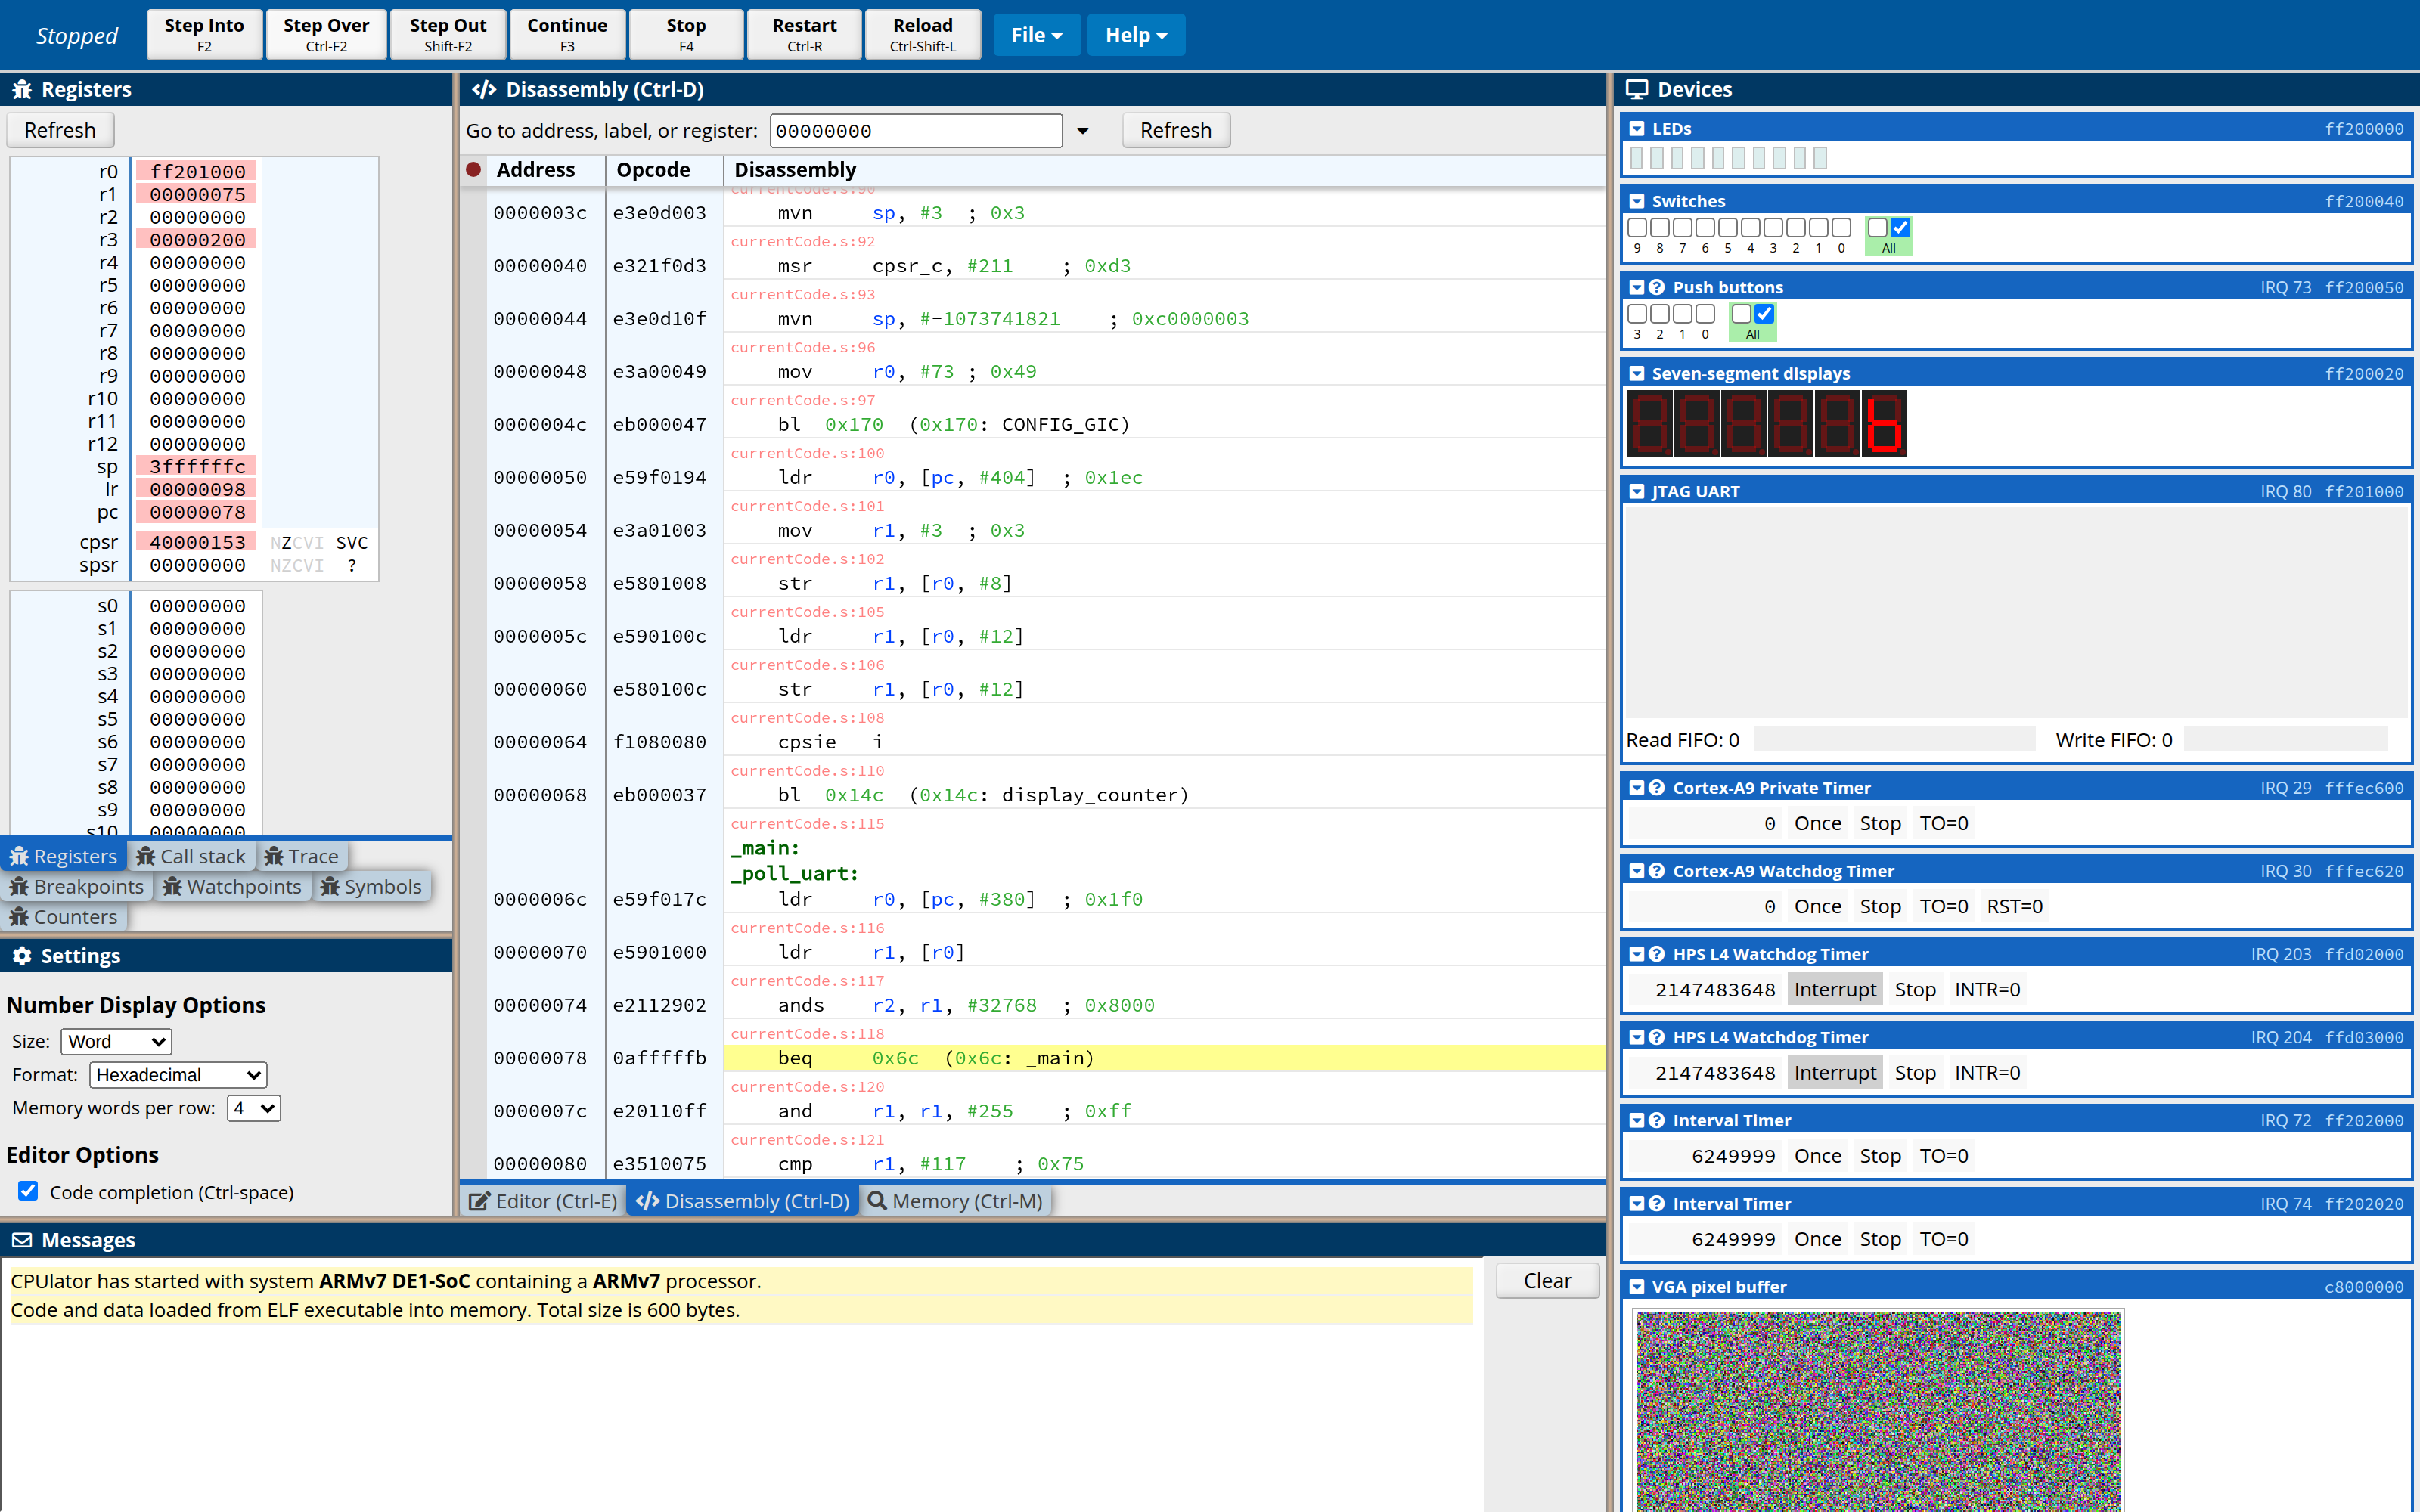 Stopped
Step Into
F2
Step Over
Ctrl-F2
Step Out
Shift-F2
Continue
F3
Stop
F4
Restart
Ctrl-R
Reload
Ctrl-Shift-L
File
Help
Registers
Refresh
r0 ff201000
r1 00000075
r2 00000000
r3 00000200
r4 00000000
r5 00000000
r6 00000000
r7 00000000
r8 00000000
r9 00000000
r10 00000000
r11 00000000
r12 00000000
sp 3ffffffc
lr 00000098
pc 00000078
cpsr 40000153 NZCVI SVC
spsr 00000000 NZCVI ?
s0 00000000
s1 00000000
s2 00000000
s3 00000000
s4 00000000
s5 00000000
s6 00000000
s7 00000000
s8 00000000
s9 00000000
s10 00000000
Registers Call stack Trace
Breakpoints Watchpoints Symbols
Counters
Settings
Number Display Options
Size: Word
Format: Hexadecimal
Memory words per row: 4
Editor Options
Code completion (Ctrl-space)
Disassembly (Ctrl-D)
Go to address, label, or register: 00000000 Refresh
Address Opcode Disassembly
currentCode.s:90
0000003c e3e0d003 mvn sp, #3 ; 0x3
currentCode.s:92
00000040 e321f0d3 msr cpsr_c, #211 ; 0xd3
currentCode.s:93
00000044 e3e0d10f mvn sp, #-1073741821 ; 0xc0000003
currentCode.s:96
00000048 e3a00049 mov r0, #73 ; 0x49
currentCode.s:97
0000004c eb000047 bl 0x170 (0x170: CONFIG_GIC)
currentCode.s:100
00000050 e59f0194 ldr r0, [pc, #404] ; 0x1ec
currentCode.s:101
00000054 e3a01003 mov r1, #3 ; 0x3
currentCode.s:102
00000058 e5801008 str r1, [r0, #8]
currentCode.s:105
0000005c e590100c ldr r1, [r0, #12]
currentCode.s:106
00000060 e580100c str r1, [r0, #12]
currentCode.s:108
00000064 f1080080 cpsie i
currentCode.s:110
00000068 eb000037 bl 0x14c (0x14c: display_counter)
currentCode.s:115
_main:
_poll_uart:
0000006c e59f017c ldr r0, [pc, #380] ; 0x1f0
currentCode.s:116
00000070 e5901000 ldr r1, [r0]
currentCode.s:117
00000074 e2112902 ands r2, r1, #32768 ; 0x8000
currentCode.s:118
00000078 0afffffb beq 0x6c (0x6c: _main)
currentCode.s:120
0000007c e20110ff and r1, r1, #255 ; 0xff
currentCode.s:121
00000080 e3510075 cmp r1, #117 ; 0x75
Editor (Ctrl-E) Disassembly (Ctrl-D) Memory (Ctrl-M)
Messages
CPUlator has started with system ARMv7 DE1-SoC containing a ARMv7 processor.
Code and data loaded from ELF executable into memory. Total size is 600 bytes.
Clear
Devices
LEDs ff200000
Switches ff200040
9 8 7 6 5 4 3 2 1 0 All
Push buttons IRQ 73 ff200050
3 2 1 0 All
Seven-segment displays ff200020
JTAG UART IRQ 80 ff201000
Read FIFO: 0 Write FIFO: 0
Cortex-A9 Private Timer IRQ 29 fffec600
0 Once Stop TO=0
Cortex-A9 Watchdog Timer IRQ 30 fffec620
0 Once Stop TO=0 RST=0
HPS L4 Watchdog Timer IRQ 203 ffd02000
2147483648 Interrupt Stop INTR=0
HPS L4 Watchdog Timer IRQ 204 ffd03000
2147483648 Interrupt Stop INTR=0
Interval Timer IRQ 72 ff202000
6249999 Once Stop TO=0
Interval Timer IRQ 74 ff202020
6249999 Once Stop TO=0
VGA pixel buffer c8000000